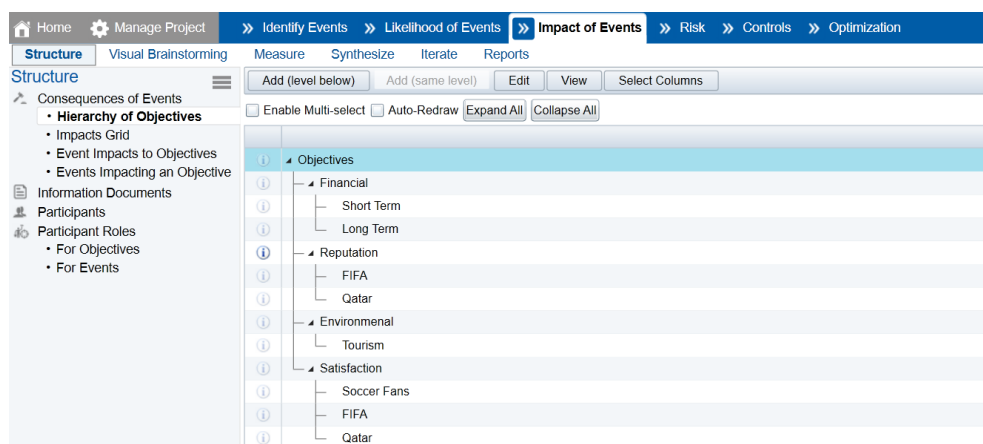 Home Manage Project » Identify Events » Likelihood of Events » Impact of Events » Risk » Controls » Optimization
Structure Visual Brainstorming Measure Synthesize Iterate Reports
Structure
Consequences of Events
• Hierarchy of Objectives
• Impacts Grid
• Event Impacts to Objectives
• Events Impacting an Objective
Information Documents
Participants
Participant Roles
• For Objectives
• For Events
Add (level below) Add (same level) Edit View Select Columns
Enable Multi-select Auto-Redraw Expand All Collapse All
Objectives
Financial
Short Term
Long Term
Reputation
FIFA
Qatar
Environmenal
Tourism
Satisfaction
Soccer Fans
FIFA
Qatar